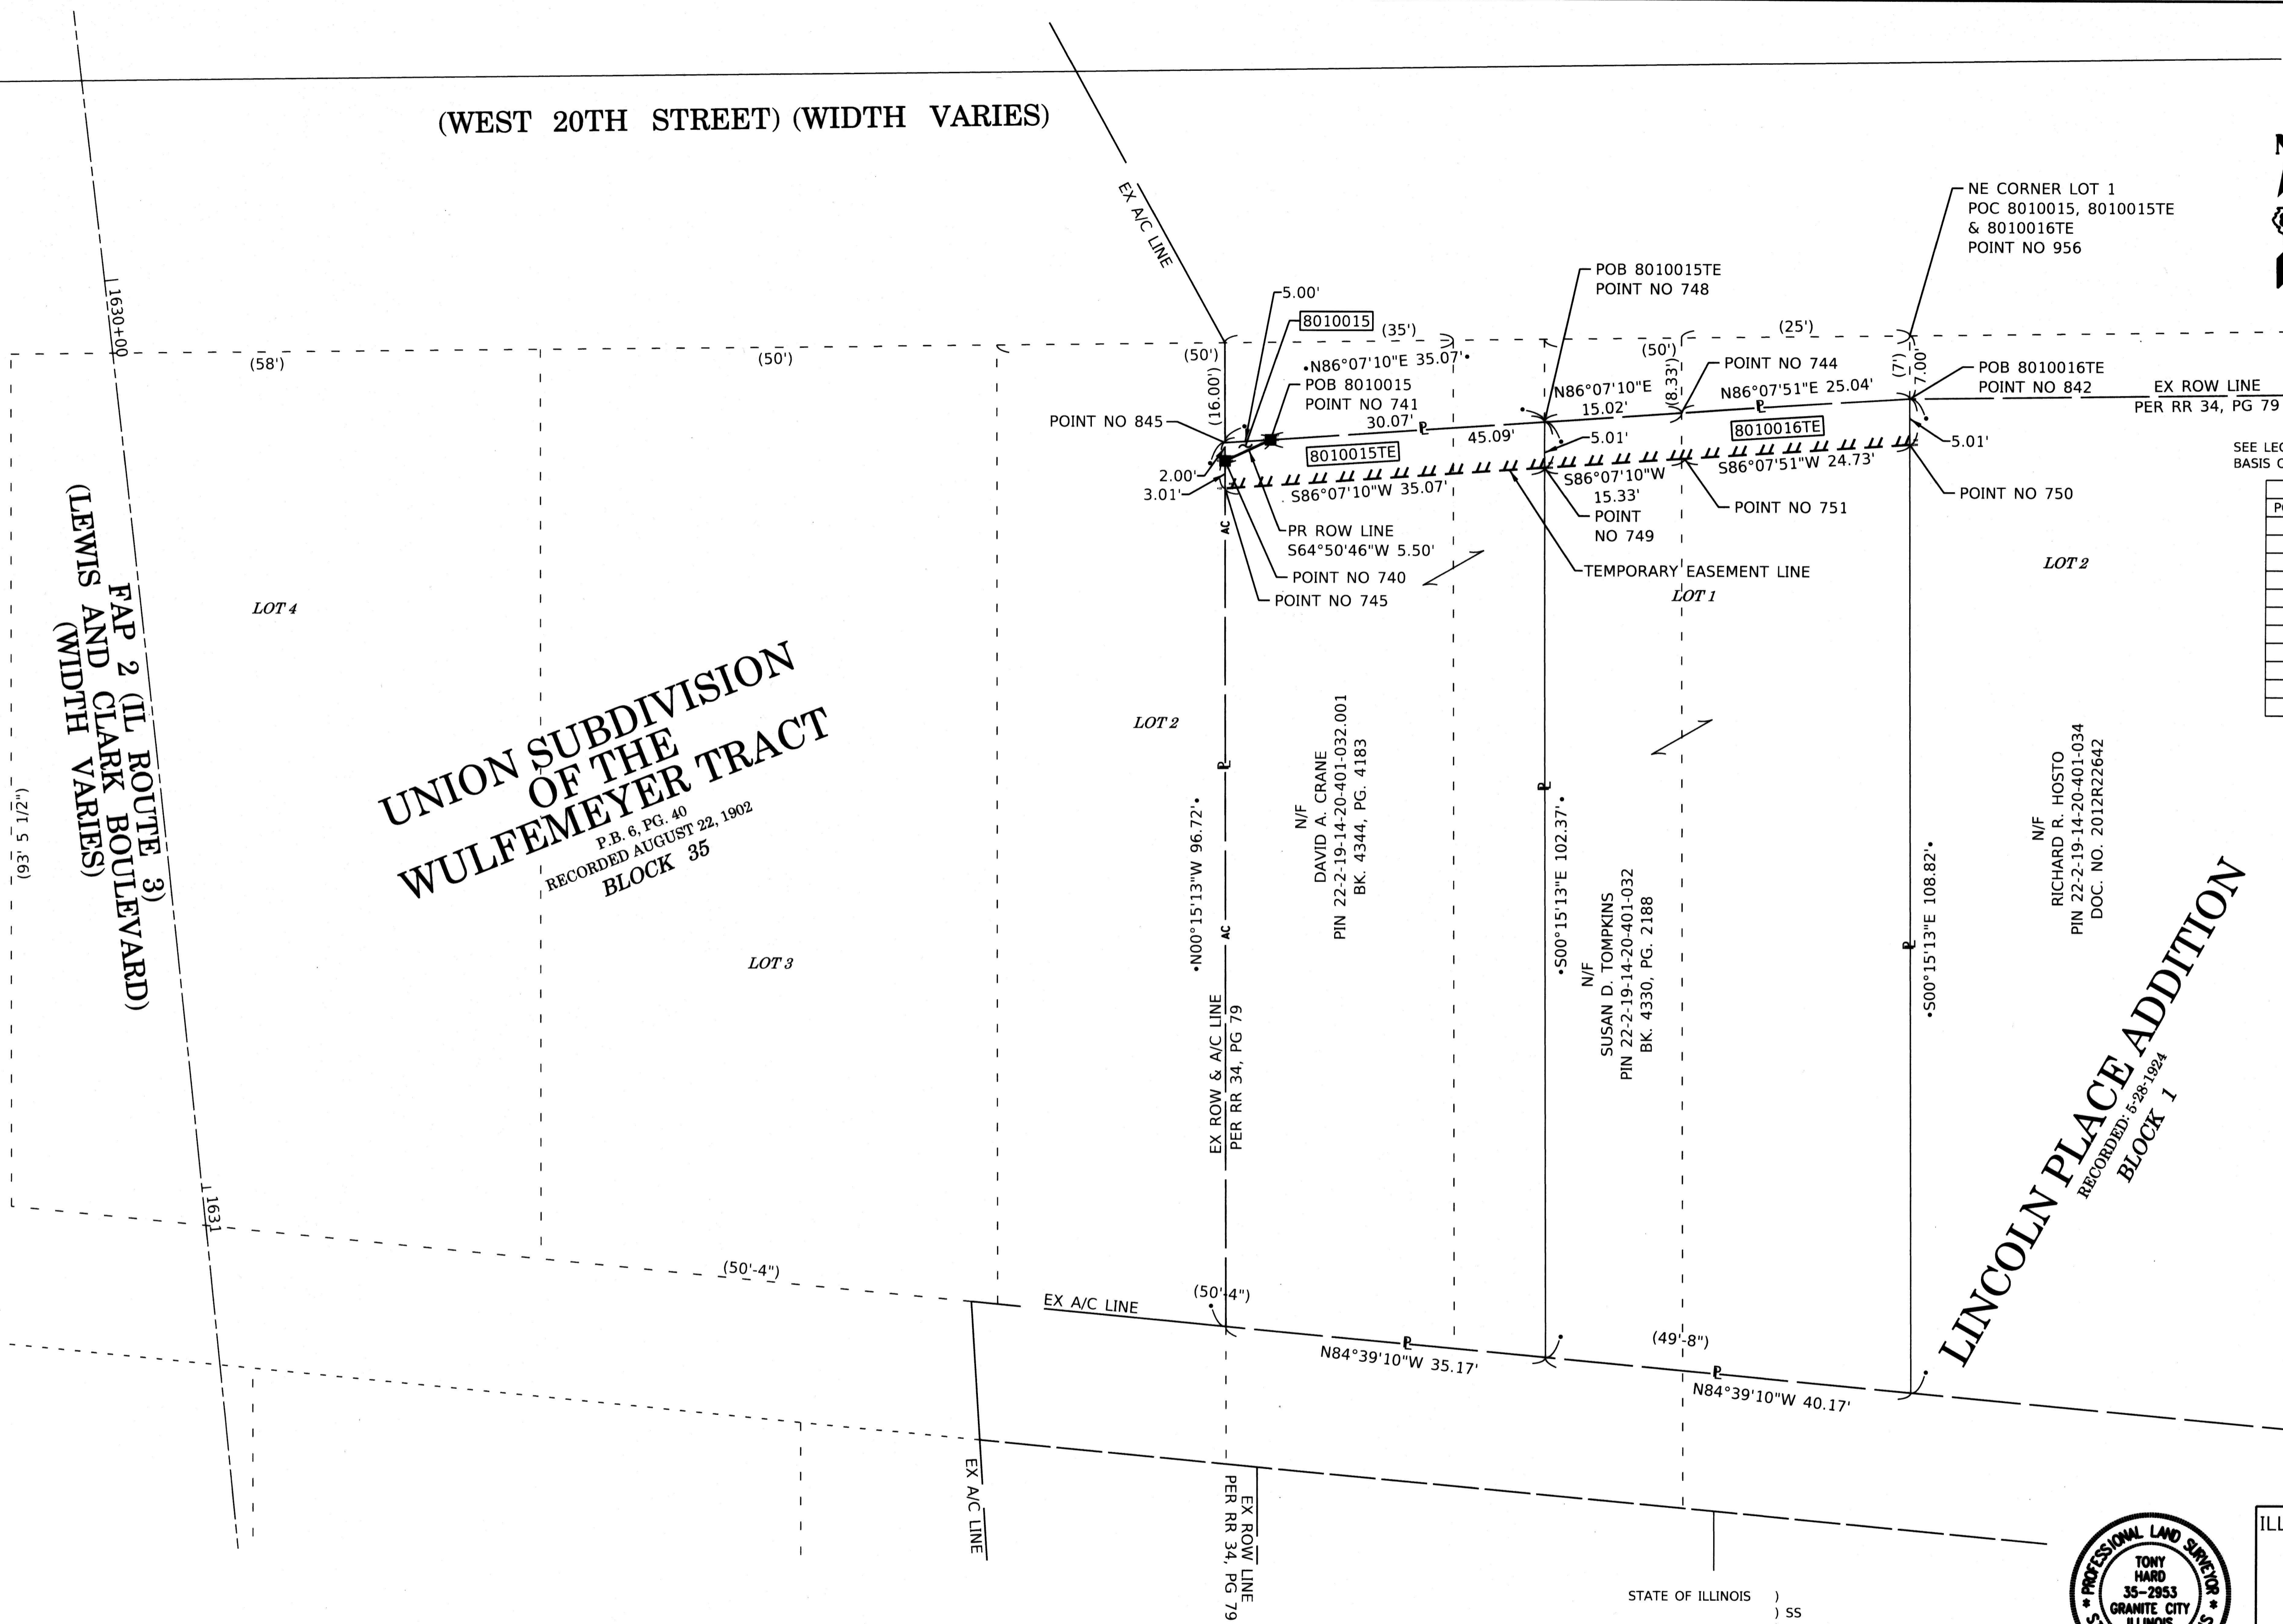 (WEST 20TH STREET) (WIDTH VARIES)
EX A/C LINE
NE CORNER LOT 1
POC 8010015, 8010015TE
& 8010016TE
POINT NO 956
POB 8010015TE
POINT NO 748
1630+00
5.00'
8010015
(35')
(25')
(58')
(50')
(50')
(16.00')
•N86°07'10"E 35.07'•
POB 8010015
POINT NO 741
(50')
(8.33')
POINT NO 744
(7')
7.00'
POB 8010016TE
POINT NO 842
EX ROW LINE
PER RR 34, PG 79
N86°07'10"E
15.02'
N86°07'51"E 25.04'
POINT NO 845
30.07'
45.09'
8010015TE
8010016TE
5.01'
5.01'
SEE LEG
BASIS O
2.00'
3.01'
S86°07'10"W 35.07'
S86°07'10"W
15.33'
S86°07'51"W 24.73'
POINT NO 750
POINT NO 751
POINT
NO 749
PR ROW LINE
S64°50'46"W 5.50'
POINT NO 740
POINT NO 745
TEMPORARY EASEMENT LINE
AC
LOT 1
LOT 2
LOT 4
LOT 2
LOT 3
FAP 2 (IL ROUTE 3)
(LEWIS AND CLARK BOULEVARD)
(WIDTH VARIES)
(93' 5 1/2")
UNION SUBDIVISION
OF THE
WULFEMEYER TRACT
P.B. 6, PG. 40
RECORDED AUGUST 22, 1902
BLOCK 35
N/F
DAVID A. CRANE
PIN 22-2-19-14-20-401-032.001
BK. 4344, PG. 4183
•N00°15'13"W 96.72'•
AC
EX ROW & A/C LINE
PER RR 34, PG 79
•S00°15'13"E 102.37'•
N/F
SUSAN D. TOMPKINS
PIN 22-2-19-14-20-401-032
BK. 4330, PG. 2188
•S00°15'13"E 108.82'•
N/F
RICHARD R. HOSTO
PIN 22-2-19-14-20-401-034
DOC. NO. 2012R22642
LINCOLN PLACE ADDITION
RECORDED: 5-28-1924
BLOCK 1
1631
(50'-4")
EX A/C LINE
(50'-4")
N84°39'10"W 35.17'
(49'-8")
N84°39'10"W 40.17'
EX A/C LINE
EX ROW LINE
PER RR 34, PG 79
STATE OF ILLINOIS )
) SS
PROFESSIONAL LAND SURVEYOR
TONY
HARD
35-2953
GRANITE CITY
ILLINOIS
ILL